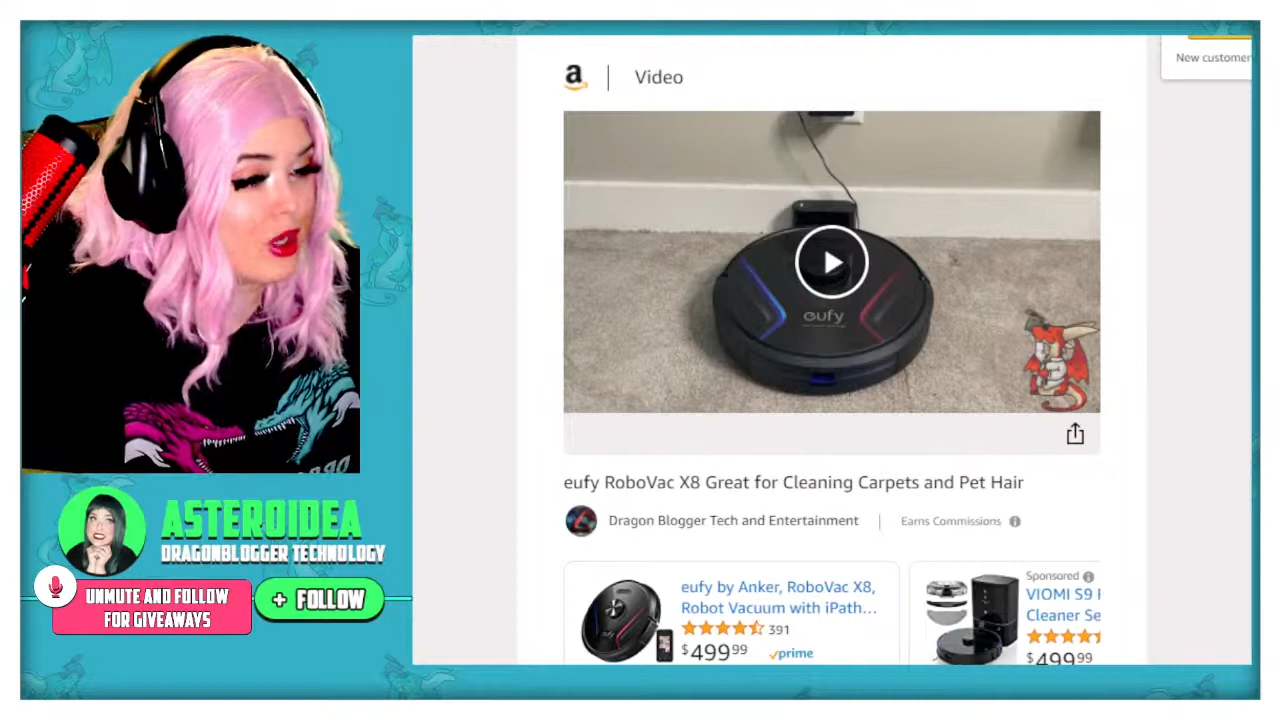 a | Video
New customer
eufy
eufy RoboVac X8 Great for Cleaning Carpets and Pet Hair
Dragon Blogger Tech and Entertainment | Earns Commissions
eufy by Anker, RoboVac X8,
Robot Vacuum with iPath...
391
$499.99 prime
Sponsored
VIOMI S9
Cleaner Se
$499.99
ASTEROIDEA
DRAGONBLOGGER TECHNOLOGY
UNMUTE AND FOLLOW
FOR GIVEAWAYS
+ FOLLOW